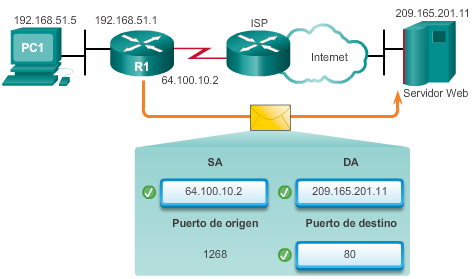 192.168.51.5
192.168.51.1
ISP
209.165.201.11
PC1
R1
Internet
64.100.10.2
Servidor Web
SA
DA
64.100.10.2
209.165.201.11
Puerto de origen
Puerto de destino
1268
80